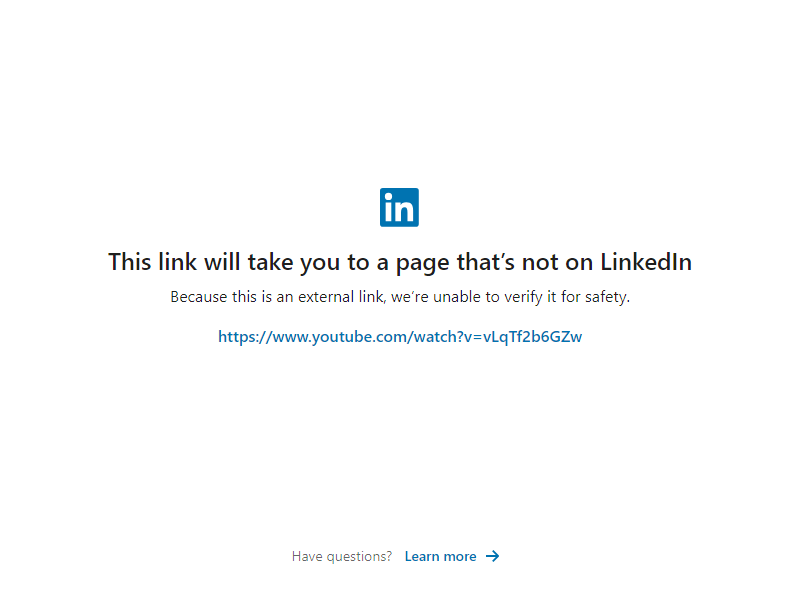 in
This link will take you to a page that’s not on LinkedIn
Because this is an external link, we’re unable to verify it for safety.
https://www.youtube.com/watch?v=vLqTf2b6GZw
Have questions? Learn more →